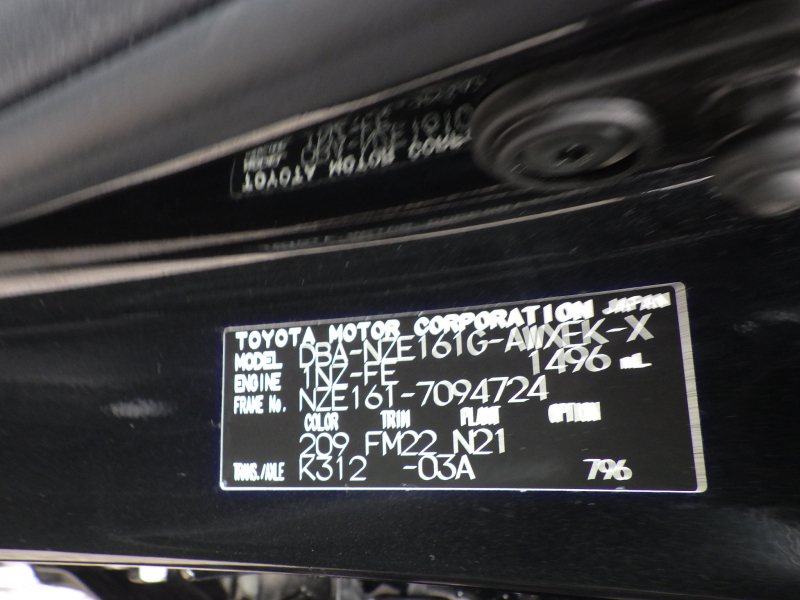 TOYOTA MOTOR CORPORATION JAPAN
MODEL DBA-NZE161G-AWXEK-X
ENGINE 1NZ-FE 1496 mL
FRAME No. NZE161-7094724
COLOR TRIM PLANT OPTION
209 FM22 N21
TRANS./AXLE K312 -03A 796